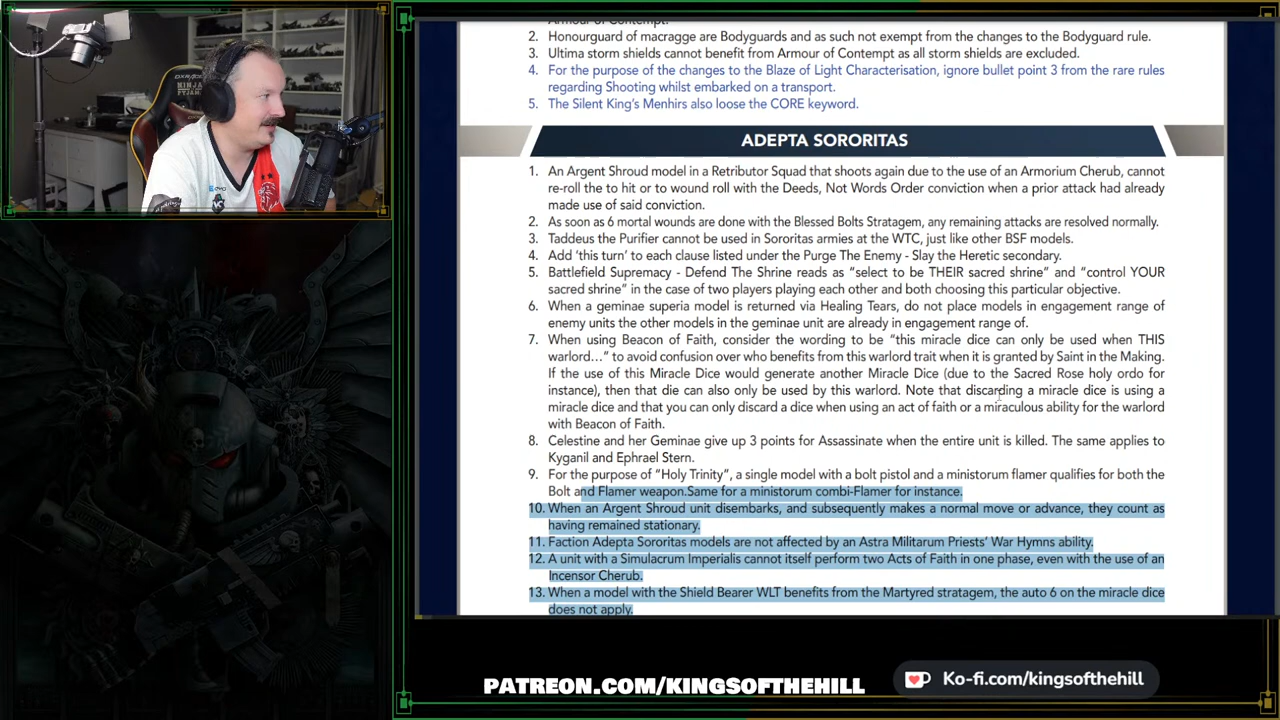 Armour of Contempt.
2. Honourguard of macragge are Bodyguards and as such not exempt from the changes to the Bodyguard rule.
3. Ultima storm shields cannot benefit from Armour of Contempt as all storm shields are excluded.
4. For the purpose of the changes to the Blaze of Light Characterisation, ignore bullet point 3 from the rare rules
regarding Shooting whilst embarked on a transport.
5. The Silent King's Menhirs also loose the CORE keyword.
ADEPTA SORORITAS
1. An Argent Shroud model in a Retributor Squad that shoots again due to the use of an Armorium Cherub, cannot
re-roll the to hit or to wound roll with the Deeds, Not Words Order conviction when a prior attack had already
made use of said conviction.
2. As soon as 6 mortal wounds are done with the Blessed Bolts Stratagem, any remaining attacks are resolved normally.
3. Taddeus the Purifier cannot be used in Sororitas armies at the WTC, just like other BSF models.
4. Add 'this turn' to each clause listed under the Purge The Enemy - Slay the Heretic secondary.
5. Battlefield Supremacy - Defend The Shrine reads as "select to be THEIR sacred shrine" and "control YOUR
sacred shrine" in the case of two players playing each other and both choosing this particular objective.
6. When a geminae superia model is returned via Healing Tears, do not place models in engagement range of
enemy units the other models in the geminae unit are already in engagement range of.
7. When using Beacon of Faith, consider the wording to be "this miracle dice can only be used when THIS
warlord..." to avoid confusion over who benefits from this warlord trait when it is granted by Saint in the Making.
If the use of this Miracle Dice would generate another Miracle Dice (due to the Sacred Rose holy ordo for
instance), then that die can also only be used by this warlord. Note that discarding a miracle dice is using a
miracle dice and that you can only discard a dice when using an act of faith or a miraculous ability for the warlord
with Beacon of Faith.
8. Celestine and her Geminae give up 3 points for Assassinate when the entire unit is killed. The same applies to
Kyganil and Ephrael Stern.
9. For the purpose of "Holy Trinity", a single model with a bolt pistol and a ministorum flamer qualifies for both the
Bolt and Flamer weapon.Same for a ministorum combi-Flamer for instance.
10. When an Argent Shroud unit disembarks, and subsequently makes a normal move or advance, they count as
having remained stationary.
11. Faction Adepta Sororitas models are not affected by an Astra Militarum Priests' War Hymns ability.
12. A unit with a Simulacrum Imperialis cannot itself perform two Acts of Faith in one phase, even with the use of an
Incensor Cherub.
13. When a model with the Shield Bearer WLT benefits from the Martyred stratagem, the auto 6 on the miracle dice
does not apply.
PATREON.COM/KINGSOFTHEHILL
Ko-fi.com/kingsofthehill